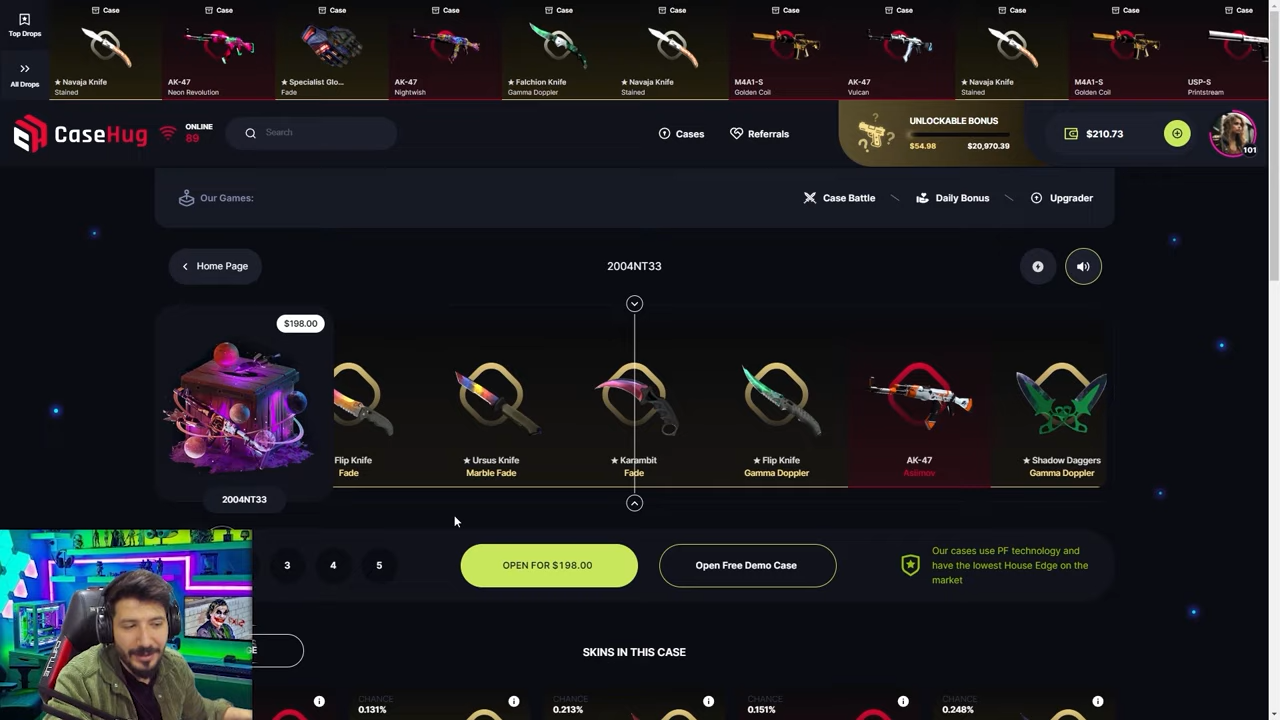 Top Drops
All Drops
Case
★ Navaja Knife
Stained
Case
AK-47
Neon Revolution
Case
★ Specialist Glo...
Fade
Case
AK-47
Nightwish
Case
★ Falchion Knife
Gamma Doppler
Case
★ Navaja Knife
Stained
Case
M4A1-S
Golden Coil
Case
AK-47
Vulcan
Case
★ Navaja Knife
Stained
Case
M4A1-S
Golden Coil
Case
USP-S
Printstream
CaseHug
ONLINE
89
Search
Cases
Referrals
UNLOCKABLE BONUS
$54.98 $20,970.39
$210.73
101
Our Games:
Case Battle
Daily Bonus
Upgrader
Home Page
2004NT33
$198.00
2004NT33
Flip Knife
Fade
★ Ursus Knife
Marble Fade
★ Karambit
Fade
★ Flip Knife
Gamma Doppler
AK-47
Asiimov
★ Shadow Daggers
Gamma Doppler
3 4 5
OPEN FOR $198.00
Open Free Demo Case
Our cases use PF technology and
have the lowest House Edge on the
market
SKINS IN THIS CASE
0.131%
CHANCE
0.213%
CHANCE
0.151%
CHANCE
0.248%